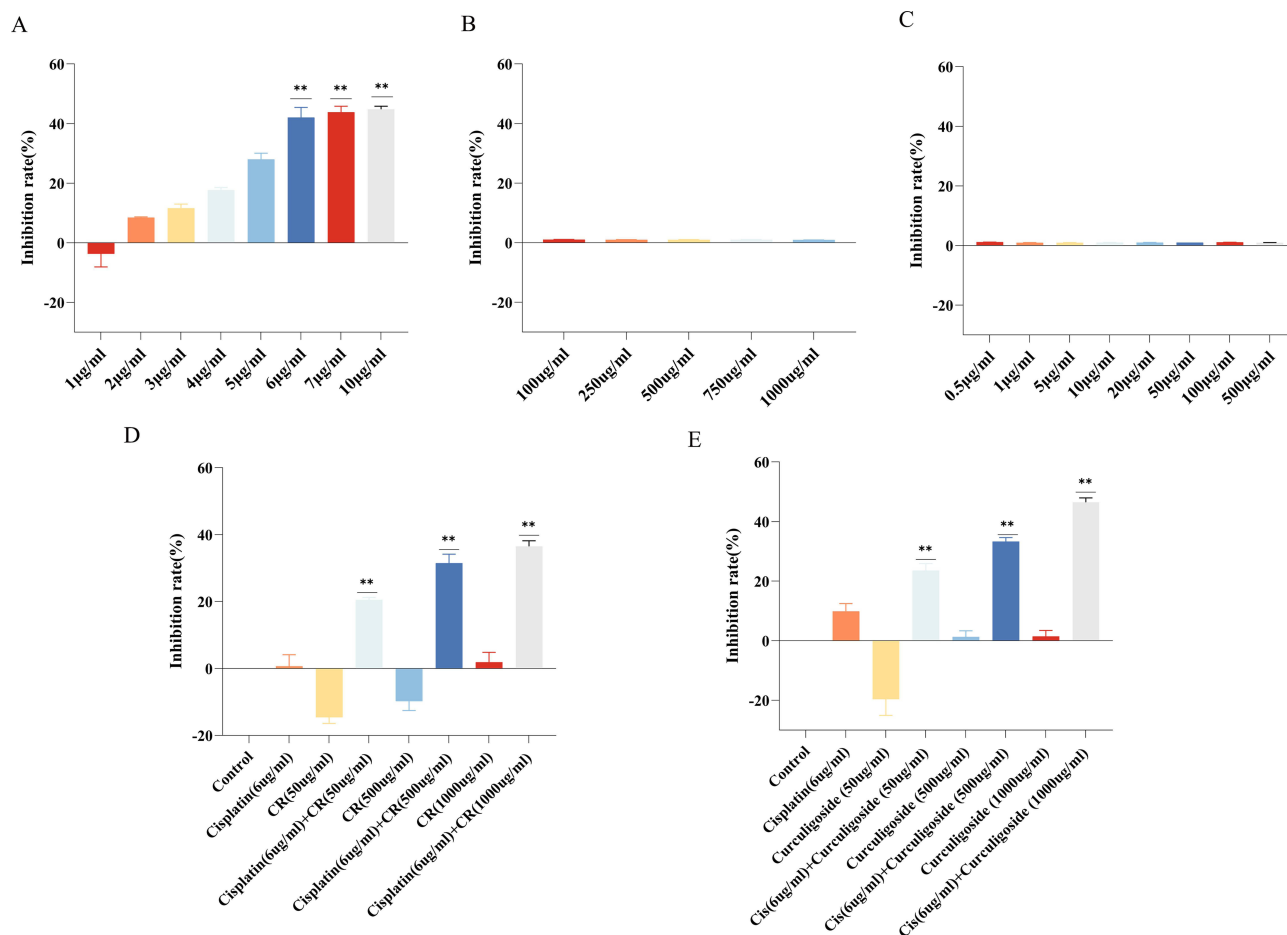 A
Inhibition rate(%)
60
40
20
0
-20
** ** **
1μg/ml
2μg/ml
3μg/ml
4μg/ml
5μg/ml
6μg/ml
7μg/ml
10μg/ml
B
Inhibition rate(%)
60
40
20
0
-20
100ug/ml
250ug/ml
500ug/ml
750ug/ml
1000ug/ml
C
Inhibition rate(%)
60
40
20
0
-20
0.5μg/ml
1μg/ml
5μg/ml
10μg/ml
20μg/ml
50μg/ml
100μg/ml
500μg/ml
D
Inhibition rate(%)
60
40
20
0
-20
** ** **
Control
Cisplatin(6ug/ml)
CR(50ug/ml)
Cisplatin(6ug/ml)+CR(50ug/ml)
CR(500ug/ml)
Cisplatin(6ug/ml)+CR(500ug/ml)
CR(1000ug/ml)
Cisplatin(6ug/ml)+CR(1000ug/ml)
E
Inhibition rate(%)
60
40
20
0
-20
** ** **
Control
Cisplatin(6ug/ml)
Curculigoside (50ug/ml)
Cis(6ug/ml)+Curculigoside (50ug/ml)
Curculigoside (500ug/ml)
Cis(6ug/ml)+Curculigoside (500ug/ml)
Curculigoside (1000ug/ml)
Cis(6ug/ml)+Curculigoside (1000ug/ml)